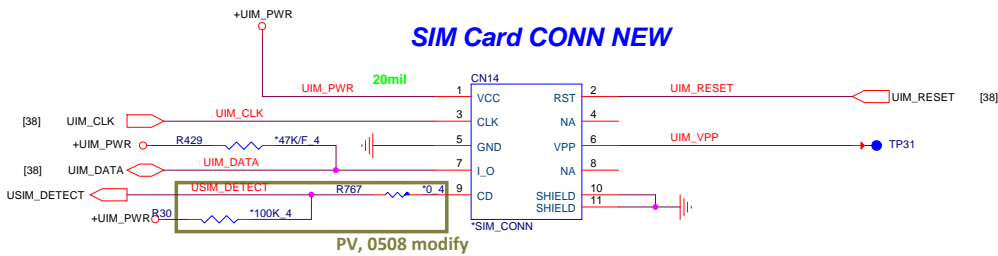 +UIM_PWR
SIM Card CONN NEW
20mil
CN14
UIM_PWR 1 VCC RST 2 UIM_RESET UIM_RESET [38]
[38] UIM_CLK UIM_CLK 3 CLK NA 4
+UIM_PWR R429 *47K/F_4 5 GND VPP 6 UIM_VPP TP31
[38] UIM_DATA UIM_DATA 7 I_O NA 8
USIM_DETECT USIM_DETECT R767 *0_4 9 CD SHIELD 10
SHIELD 11
+UIM_PWR R30 *100K_4 *SIM_CONN
PV, 0508 modify